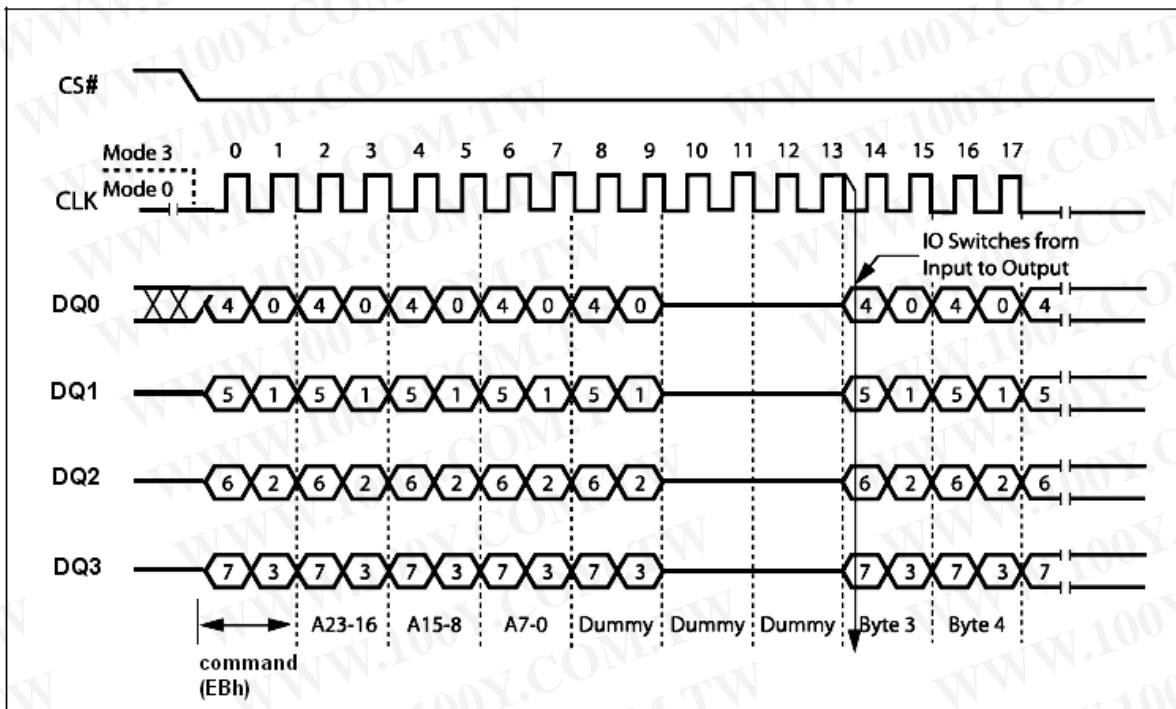 WWW.100Y.COM.TW
CS#
Mode 3
0 1 2 3 4 5 6 7 8 9 10 11 12 13 14 15 16 17
Mode 0
CLK
IO Switches from
Input to Output
DQ0 4 0 4 0 4 0 4 0 4 0 4 0 4 0 4
DQ1 5 1 5 1 5 1 5 1 5 1 5 1 5 1 5
DQ2 6 2 6 2 6 2 6 2 6 2 6 2 6 2 6
DQ3 7 3 7 3 7 3 7 3 7 3 7 3 7 3 7
A23-16 A15-8 A7-0 Dummy Dummy Dummy Byte 3 Byte 4
command
(EBh)